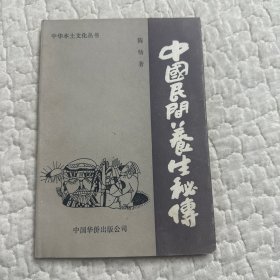 中华本土文化丛书
著
中國民間養生秘傳
中国华侨出版公司